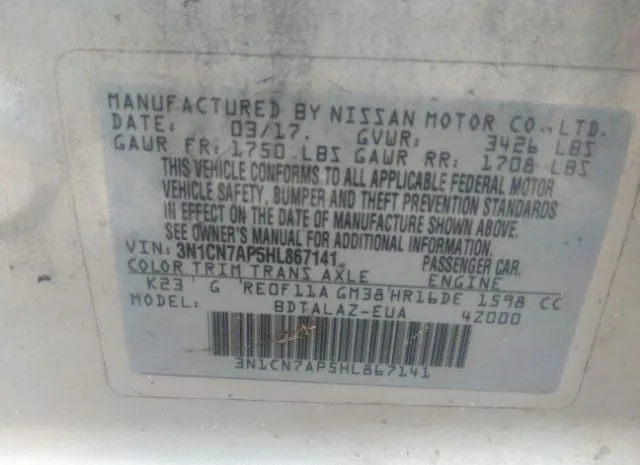 MANUFACTURED BY NISSAN MOTOR CO., LTD.
DATE: 03/17. GVWR: 3426 LBS
GAWR FR: 1750 LBS GAWR RR: 1708 LBS
THIS VEHICLE CONFORMS TO ALL APPLICABLE FEDERAL MOTOR
VEHICLE SAFETY, BUMPER AND THEFT PREVENTION STANDARDS
IN EFFECT ON THE DATE OF MANUFACTURE SHOWN ABOVE.
SEE OWNER'S MANUAL FOR ADDITIONAL INFORMATION.
VIN: 3N1CN7AP5HL867141 PASSENGER CAR.
COLOR TRIM TRANS AXLE ENGINE
K23 G RE0F11A GM38 HR16DE 1598 CC
MODEL: BDTALAZ-EUA 4Z000
3N1CN7AP5HL867141